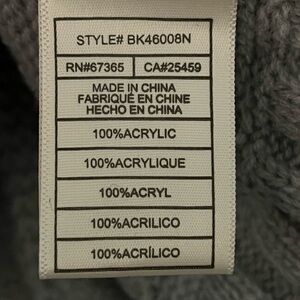 STYLE# BK46008N
RN#67365 CA#25459
MADE IN CHINA
FABRIQUÉ EN CHINE
HECHO EN CHINA
100%ACRYLIC
100%ACRYLIQUE
100%ACRYL
100%ACRILICO
100%ACRÍLICO